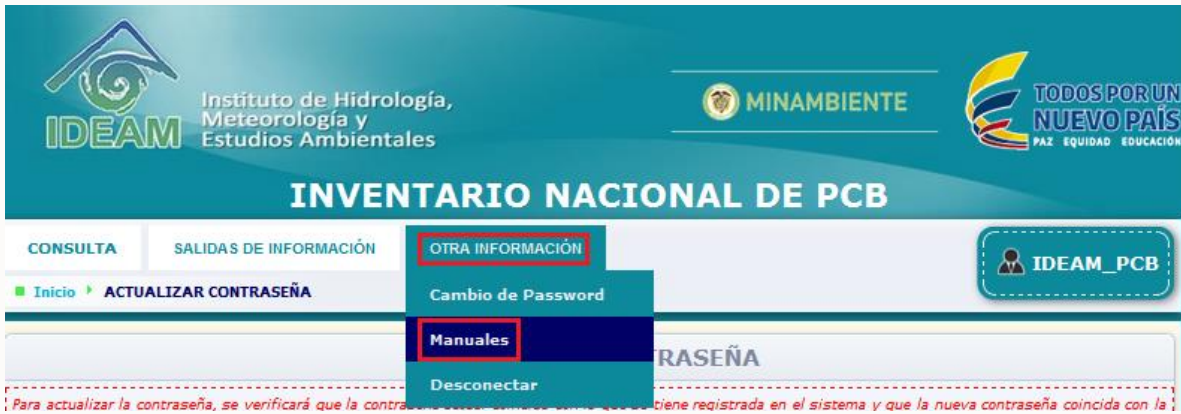 IDEAM
Instituto de Hidrología,
Meteorología y
Estudios Ambientales
MINAMBIENTE
TODOS POR UN
NUEVO PAÍS
PAZ EQUIDAD EDUCACIÓN
INVENTARIO NACIONAL DE PCB
CONSULTA SALIDAS DE INFORMACIÓN OTRA INFORMACIÓN
IDEAM_PCB
Inicio ACTUALIZAR CONTRASEÑA
Cambio de Password
Manuales
Desconectar
RASEÑA
Para actualizar la contraseña, se verificará que la contra tiene registrada en el sistema y que la nueva contraseña coincida con la